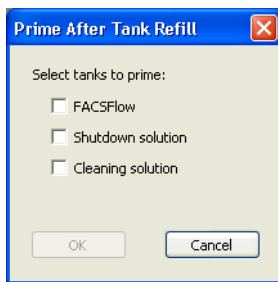 Prime After Tank Refill
Select tanks to prime:
FACSFlow
Shutdown solution
Cleaning solution
OK Cancel